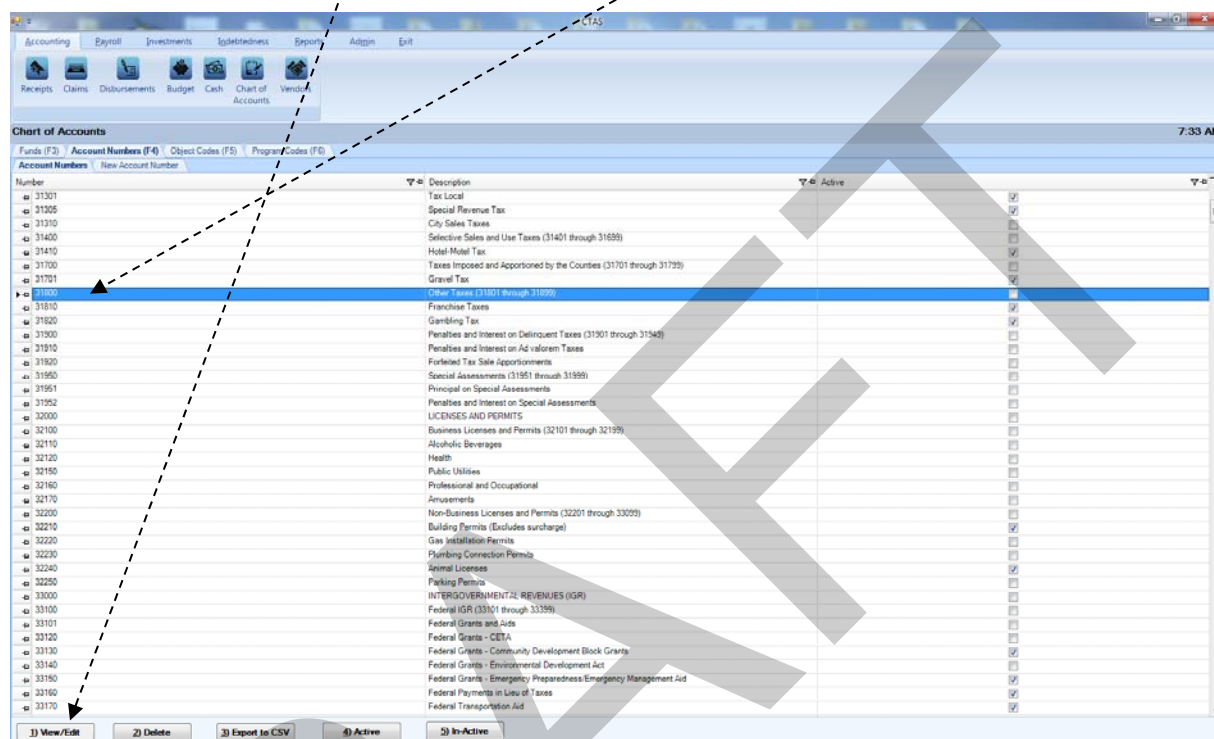 CTAS
Accounting Payroll Investments Indebtedness Reports Admin Exit
Receipts Claims Disbursements Budget Cash Chart of Accounts Vendors
Chart of Accounts 7:33 AM
Funds (F3) Account Numbers (F4) Object Codes (F5) Program Codes (F6)
Account Numbers New Account Number
Number Description Active
31301 Tax Local
31305 Special Revenue Tax
31310 City Sales Taxes
31400 Selective Sales and Use Taxes (31401 through 31699)
31410 Hotel-Motel Tax
31700 Taxes Imposed and Apportioned by the Counties (31701 through 31799)
31701 Gravel Tax
31800 Other Taxes (31801 through 31899)
31810 Franchise Taxes
31820 Gambling Tax
31900 Penalties and Interest on Delinquent Taxes (31901 through 31949)
31910 Penalties and Interest on Ad valorem Taxes
31920 Forfeited Tax Sale Apportionments
31950 Special Assessments (31951 through 31999)
31951 Principal on Special Assessments
31952 Penalties and Interest on Special Assessments
32000 LICENSES AND PERMITS
32100 Business Licenses and Permits (32101 through 32199)
32110 Alcoholic Beverages
32120 Health
32150 Public Utilities
32160 Professional and Occupational
32170 Amusements
32200 Non-Business Licenses and Permits (32201 through 33099)
32210 Building Permits (Excludes surcharge)
32220 Gas Installation Permits
32230 Plumbing Connection Permits
32240 Animal Licenses
32250 Parking Permits
33000 INTERGOVERNMENTAL REVENUES (IGR)
33100 Federal IGR (33101 through 33399)
33101 Federal Grants and Aids
33120 Federal Grants - CETA
33130 Federal Grants - Community Development Block Grants
33140 Federal Grants - Environmental Development Act
33150 Federal Grants - Emergency Preparedness/Emergency Management Aid
33160 Federal Payments in Lieu of Taxes
33170 Federal Transportation Aid
1) View/Edit 2) Delete 3) Export to CSV 4) Active 5) In-Active